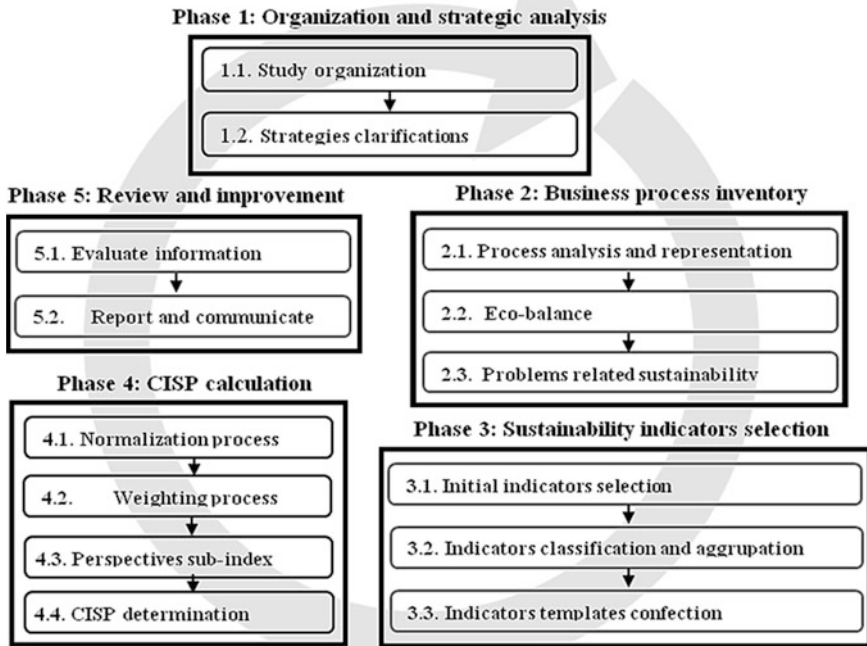 Phase 1: Organization and strategic analysis
1.1. Study organization
1.2. Strategies clarifications
Phase 2: Business process inventory
2.1. Process analysis and representation
2.2. Eco-balance
2.3. Problems related sustainability
Phase 3: Sustainability indicators selection
3.1. Initial indicators selection
3.2. Indicators classification and aggrupation
3.3. Indicators templates confection
Phase 4: CISP calculation
4.1. Normalization process
4.2. Weighting process
4.3. Perspectives sub-index
4.4. CISP determination
Phase 5: Review and improvement
5.1. Evaluate information
5.2. Report and communicate